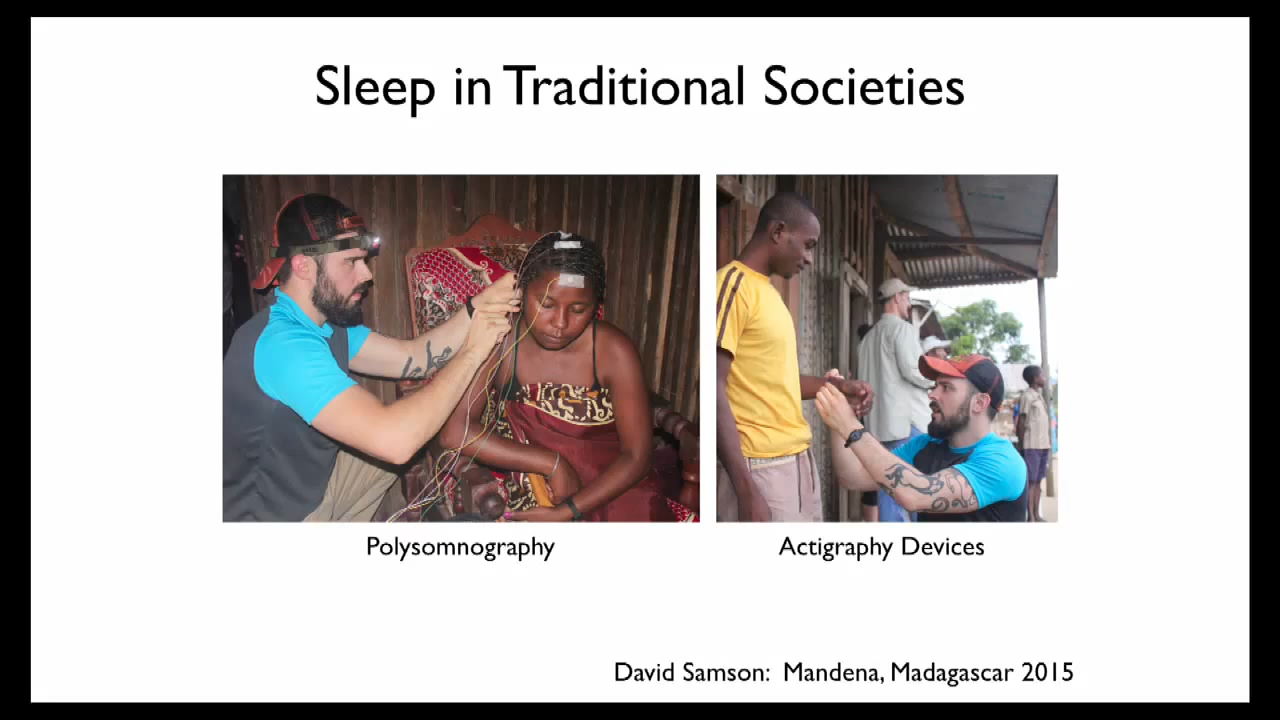 Sleep in Traditional Societies
Polysomnography
Actigraphy Devices
David Samson: Mandena, Madagascar 2015